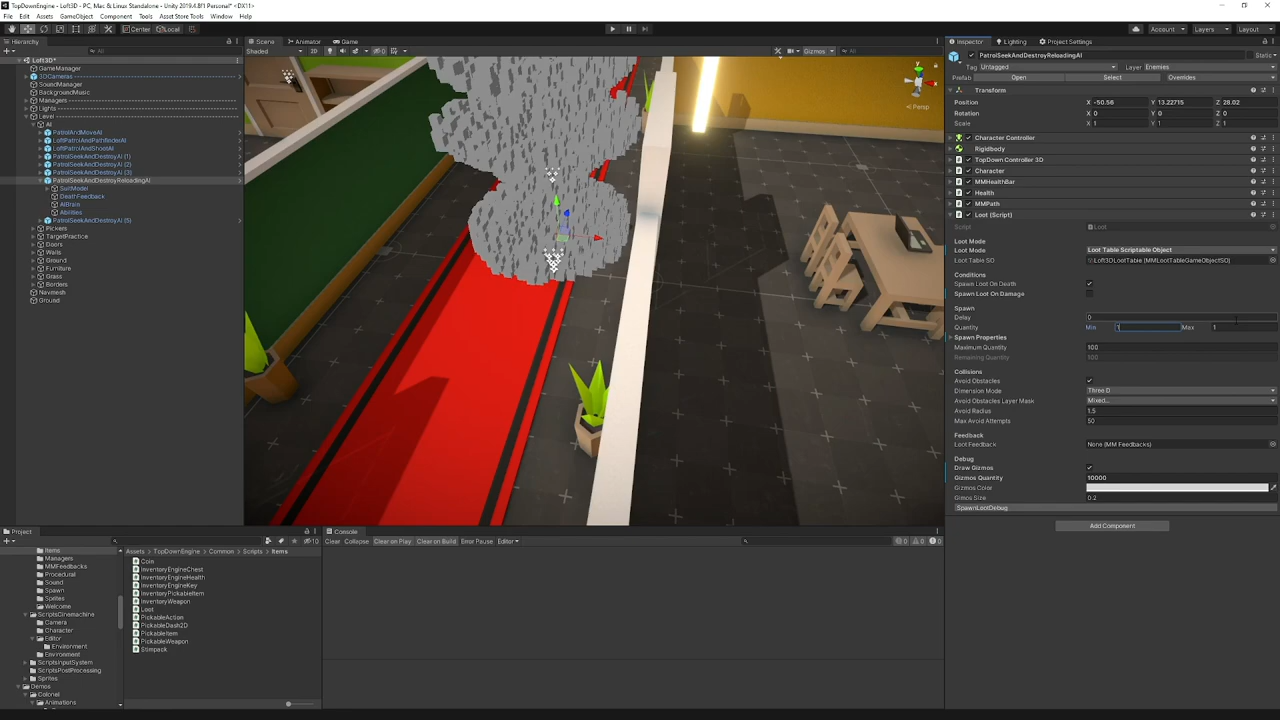 TopDownEngine - Loft3D - PC, Mac & Linux Standalone - Unity 2019.4.8f1 Personal* <DX11>
File Edit Assets GameObject Component Tools Asset Store Tools Window Help
Center Local Account Layers Layout
Hierarchy
All
Loft3D*
GameManager
3DCameras
SoundManager
BackgroundMusic
Managers
Lights
Level
AI
PatrolAndMoveAI
LoftPatrolAndPathfinderAI
LoftPatrolAndShootAI
PatrolSeekAndDestroyAI (1)
PatrolSeekAndDestroyAI (2)
PatrolSeekAndDestroyAI (3)
PatrolSeekAndDestroyReloadingAI
SuitModel
DeathFeedback
AIBrain
Abilities
PatrolSeekAndDestroyAI (5)
Pickers
TargetPractice
Doors
Walls
Ground
Furniture
Grass
Borders
Navmesh
Ground
Scene Animator Game
Shaded 2D 0 Gizmos All
y
Persp
Inspector Lighting Project Settings
PatrolSeekAndDestroyReloadingAI Static
Tag Untagged Layer Enemies
Prefab Open Select Overrides
Transform
Position X -50.56 Y 13.22715 Z 28.02
Rotation X 0 Y 0 Z 0
Scale X 1 Y 1 Z 1
Character Controller
Rigidbody
TopDown Controller 3D
Character
MMHealthBar
Health
MMPath
Loot (Script)
Script Loot
Loot Mode
Loot Mode Loot Table Scriptable Object
Loot Table SO Loft3DLootTable (MMLootTableGameObjectSO)
Conditions
Spawn Loot On Death
Spawn Loot On Damage
Spawn
Delay 0
Quantity Min 1 Max 1
Spawn Properties
Maximum Quantity 100
Remaining Quantity 100
Collisions
Avoid Obstacles
Dimension Mode Three D
Avoid Obstacles Layer Mask Mixed...
Avoid Radius 1.5
Max Avoid Attempts 50
Feedback
Loot Feedback None (MM Feedbacks)
Debug
Draw Gizmos
Gizmos Quantity 10000
Gizmos Color
Gimos Size 0.2
SpawnLootDebug
Add Component
Project
10
Items
Managers
MMFeedbacks
Procedural
Sound
Spawn
Sprites
Welcome
ScriptsCinemachine
Camera
Character
Editor
Environment
Environment
ScriptsInputSystem
ScriptsPostProcessing
Sprites
Demos
Colonel
Animations
Assets TopDownEngine Common Scripts Items
Coin
InventoryEngineChest
InventoryEngineHealth
InventoryEngineKey
InventoryPickableItem
InventoryWeapon
Loot
PickableAction
PickableDash2D
PickableItem
PickableWeapon
Stimpack
Console
Clear Collapse Clear on Play Clear on Build Error Pause Editor 0 0 0